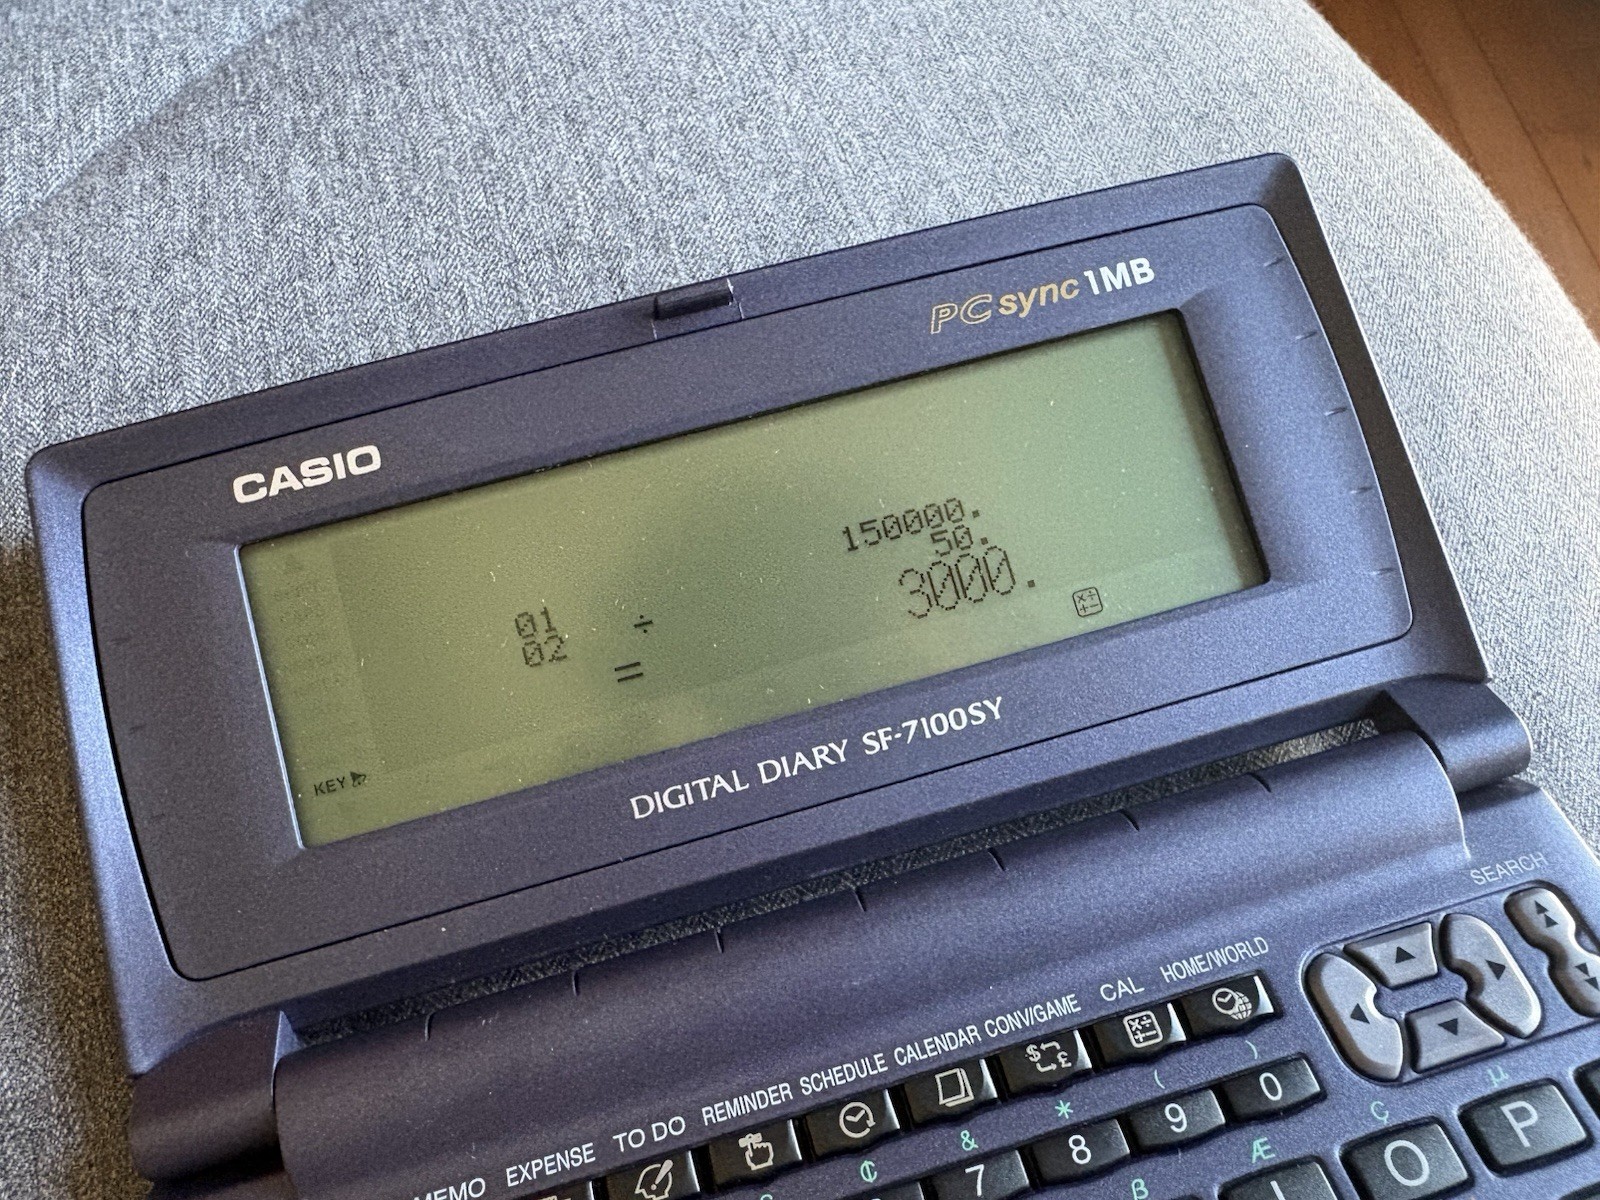 PC sync 1MB
CASIO
150000.
01 ÷ 50.
02 = 3000.
KEY
DIGITAL DIARY SF-7100SY
SEARCH
MEMO EXPENSE TO DO REMINDER SCHEDULE CALENDAR CONV/GAME CAL HOME/WORLD
$ £
¢ & * ( )
7 8 9 0
β Æ Ç µ
I O P